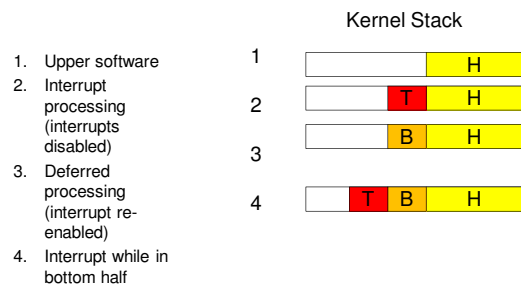 Kernel Stack
1. Upper software
2. Interrupt
processing
(interrupts
disabled)
3. Deferred
processing
(interrupt re-
enabled)
4. Interrupt while in
bottom half
1
H
2
T H
B H
3
4
T B H